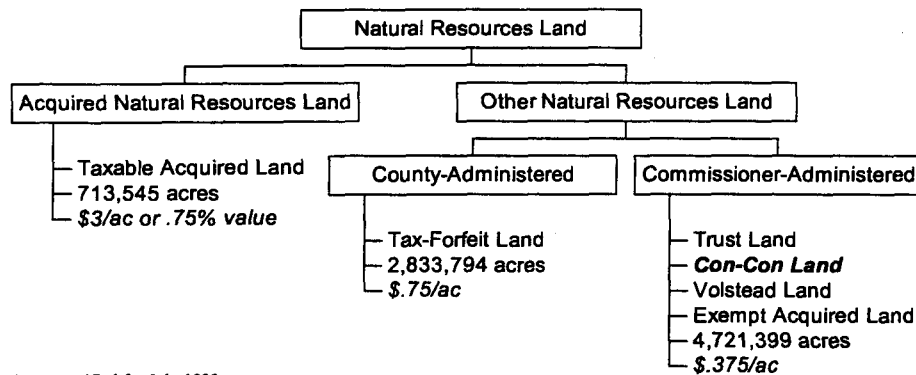 Natural Resources Land
Acquired Natural Resources Land
Other Natural Resources Land
Taxable Acquired Land
713,545 acres
$3/ac or .75% value
County-Administered
Commissioner-Administered
Tax-Forfeit Land
2,833,794 acres
$.75/ac
Trust Land
Con-Con Land
Volstead Land
Exempt Acquired Land
4,721,399 acres
$.375/ac